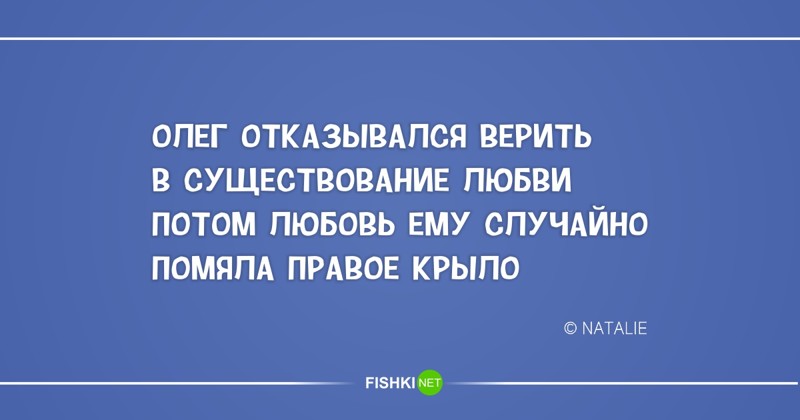 ОЛЕГ ОТКАЗЫВАЛСЯ ВЕРИТЬ
В СУЩЕСТВОВАНИЕ ЛЮБВИ
ПОТОМ ЛЮБОВЬ ЕМУ СЛУЧАЙНО
ПОМЯЛА ПРАВОЕ КРЫЛО
© NATALIE
FISHKI NET